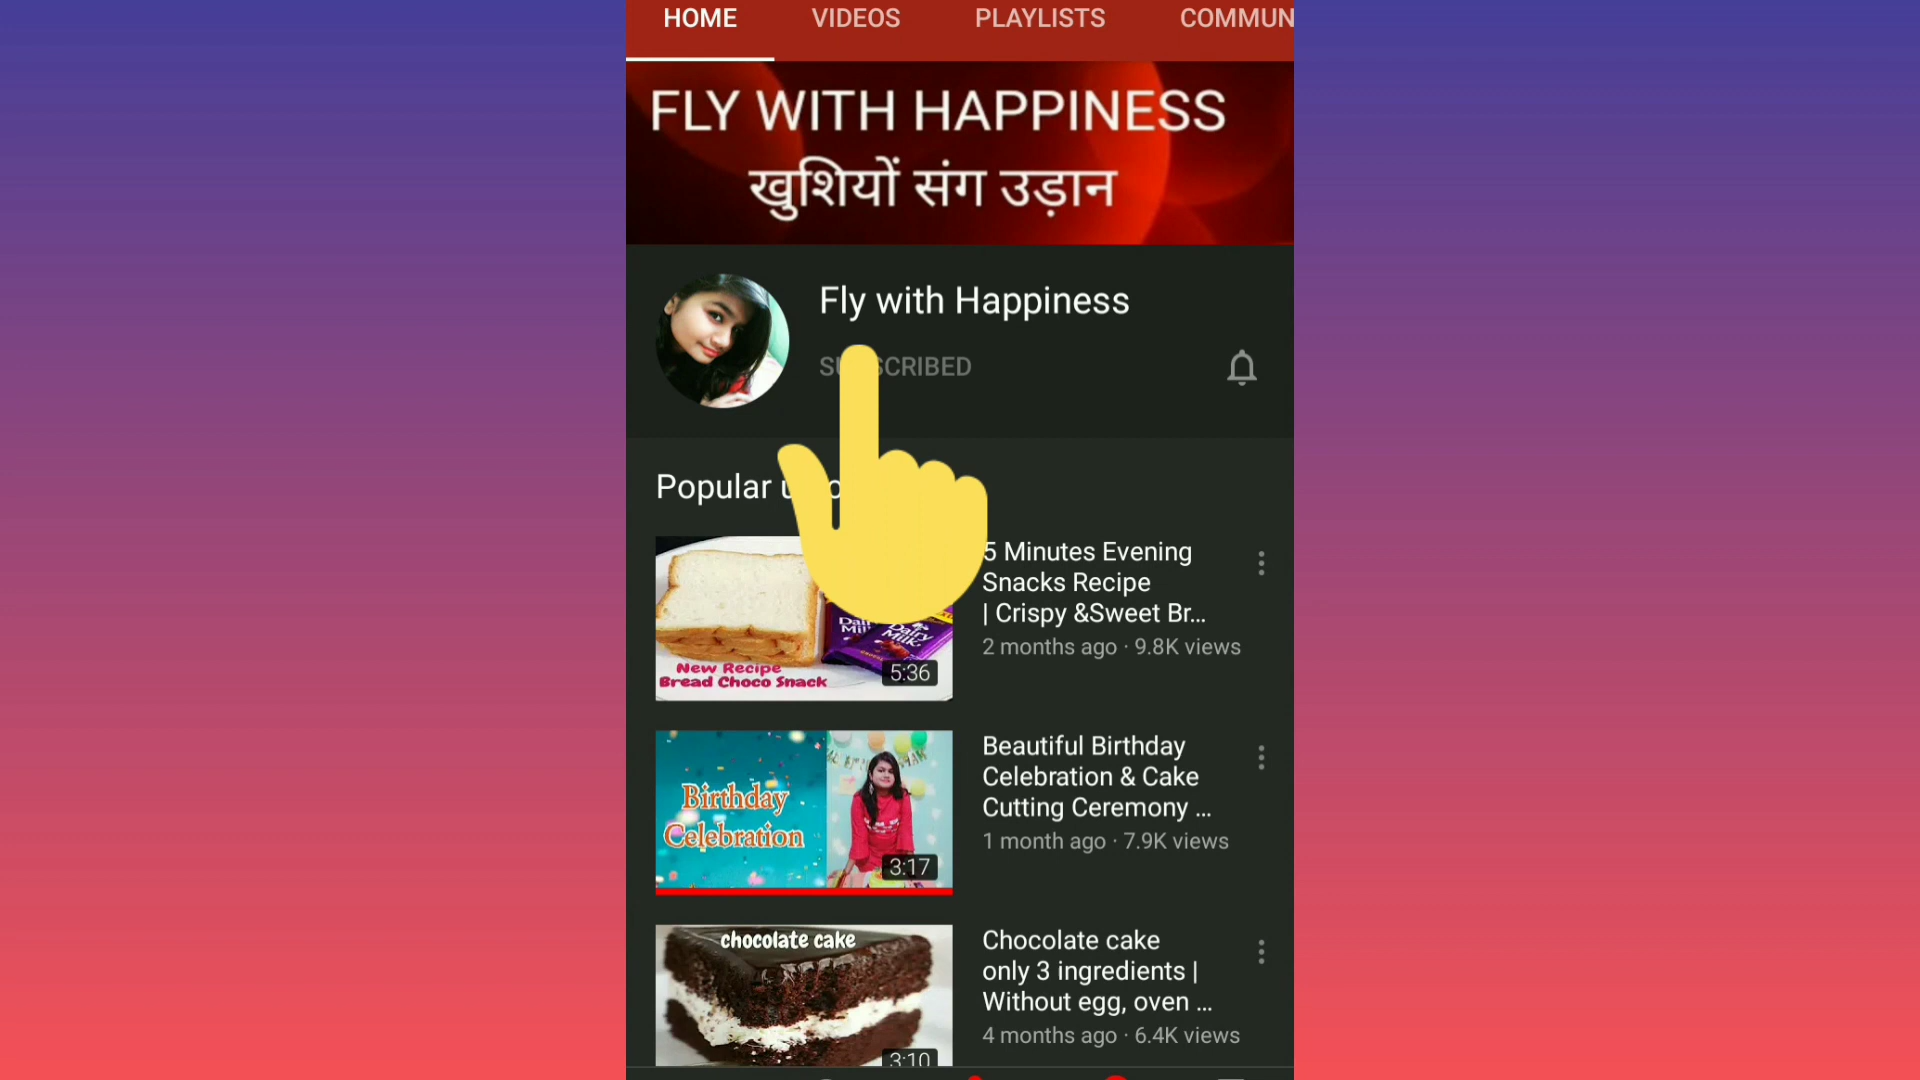 HOME VIDEOS PLAYLISTS COMMUN
FLY WITH HAPPINESS
खुशियों संग उड़ान
Fly with Happiness
SUBSCRIBED
Popular
5 Minutes Evening
Snacks Recipe
| Crispy &Sweet Br...
2 months ago · 9.8K views
Dairy
Milk
New Recipe
Bread Choco Snack
5:36
Beautiful Birthday
Celebration & Cake
Cutting Ceremony ...
1 month ago · 7.9K views
Birthday
Celebration
3:17
chocolate cake
Chocolate cake
only 3 ingredients |
Without egg, oven ...
4 months ago · 6.4K views
3:10